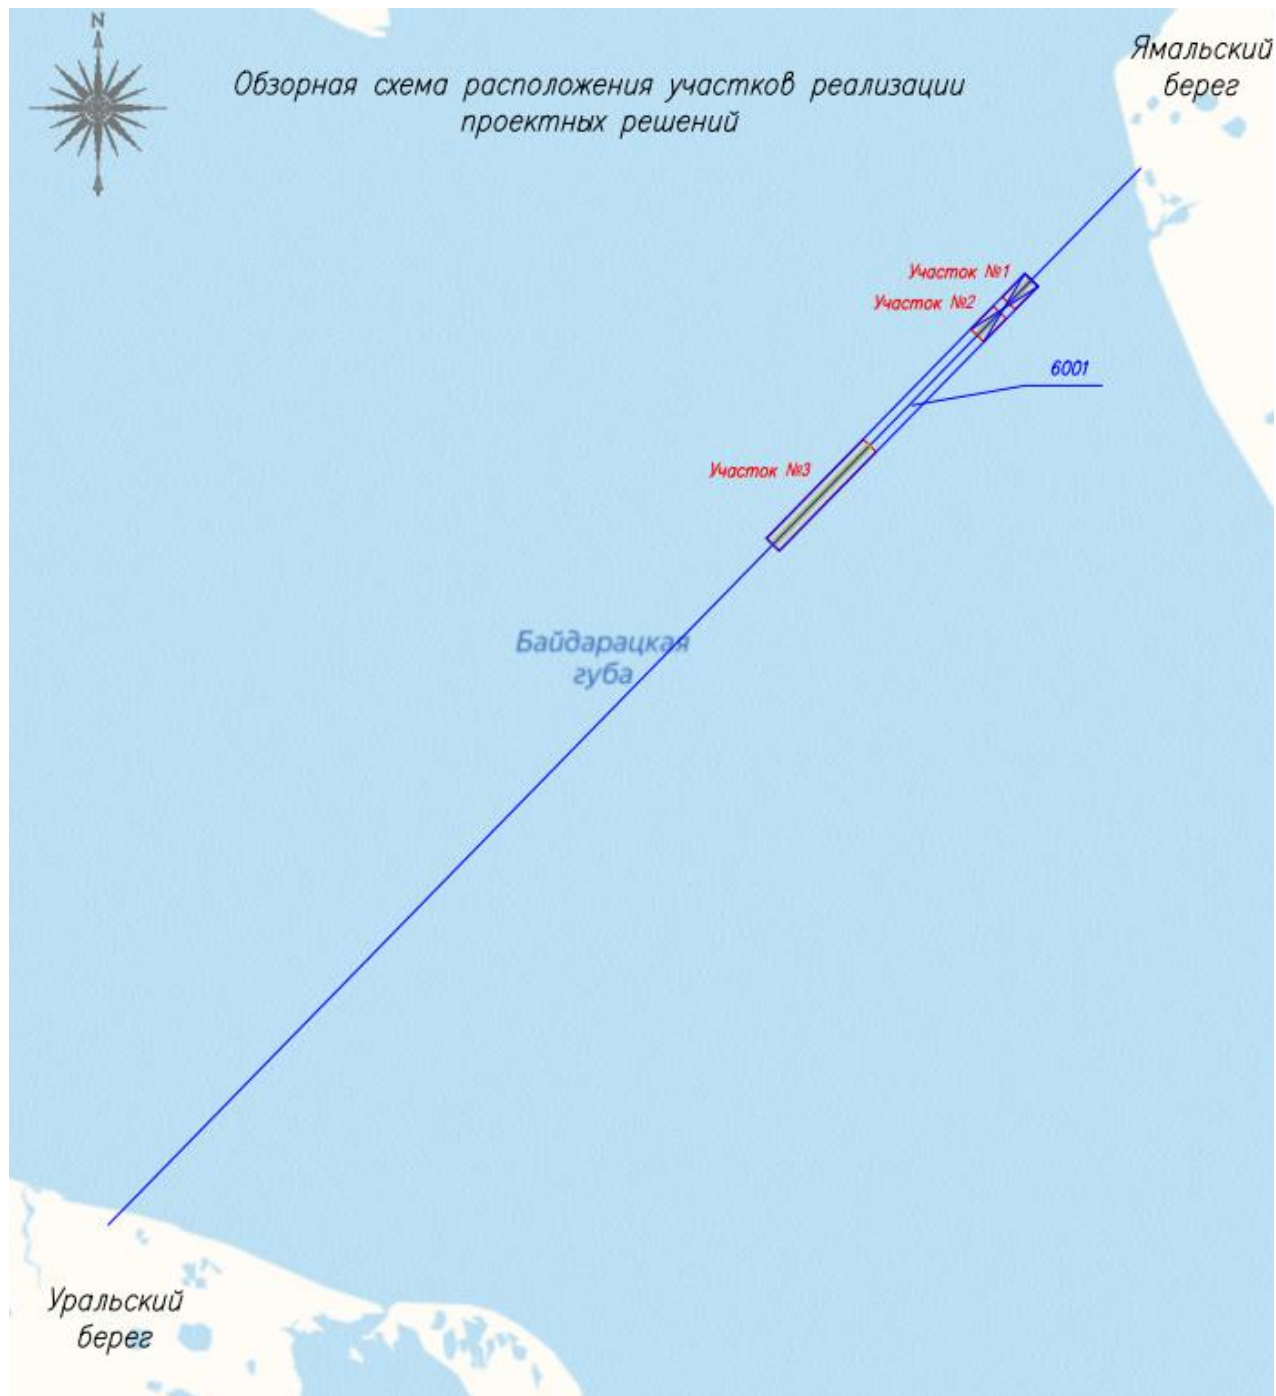 N
Ямальский
берег
Обзорная схема расположения участков реализации
проектных решений
Участок №1
Участок №2
6001
Участок №3
Байдарацкая
губа
Уральский
берег